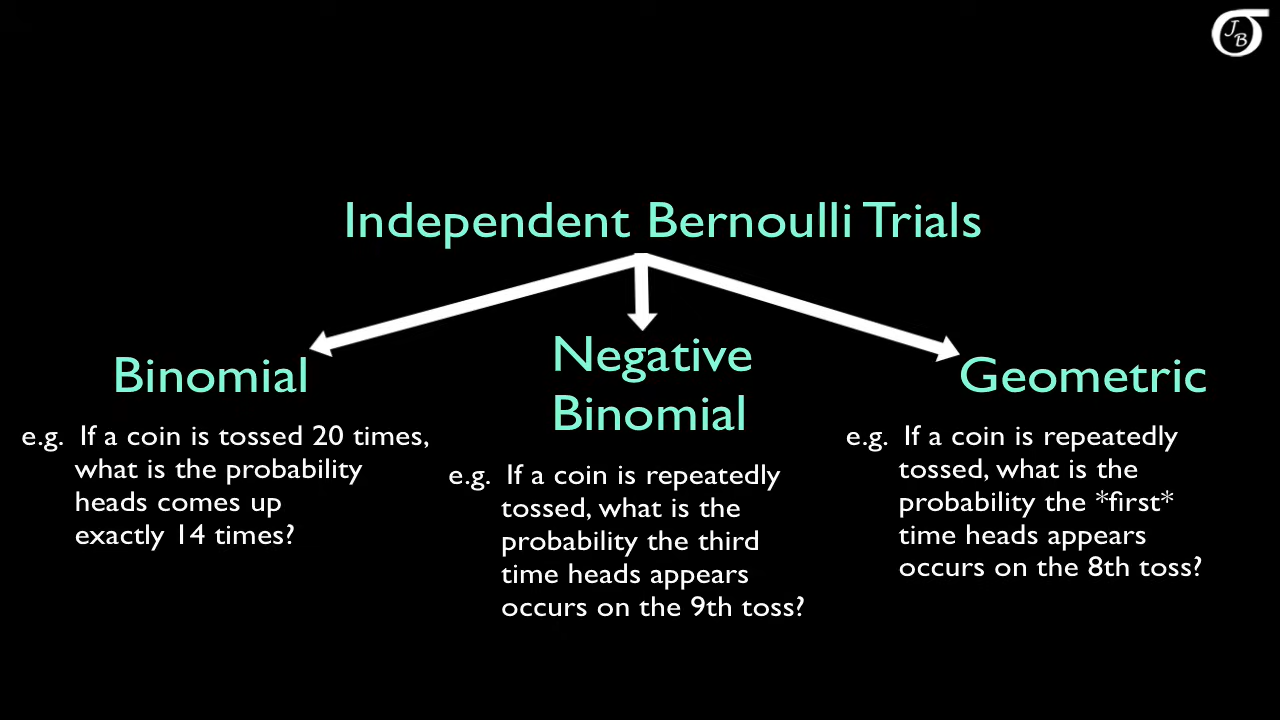 JB
Independent Bernoulli Trials
Binomial
e.g. If a coin is tossed 20 times,
what is the probability
heads comes up
exactly 14 times?
Negative
Binomial
e.g. If a coin is repeatedly
tossed, what is the
probability the third
time heads appears
occurs on the 9th toss?
Geometric
e.g. If a coin is repeatedly
tossed, what is the
probability the *first*
time heads appears
occurs on the 8th toss?